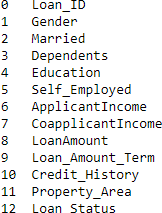 0 Loan_ID
1 Gender
2 Married
3 Dependents
4 Education
5 Self_Employed
6 ApplicantIncome
7 CoapplicantIncome
8 LoanAmount
9 Loan_Amount_Term
10 Credit_History
11 Property_Area
12 Loan_Status